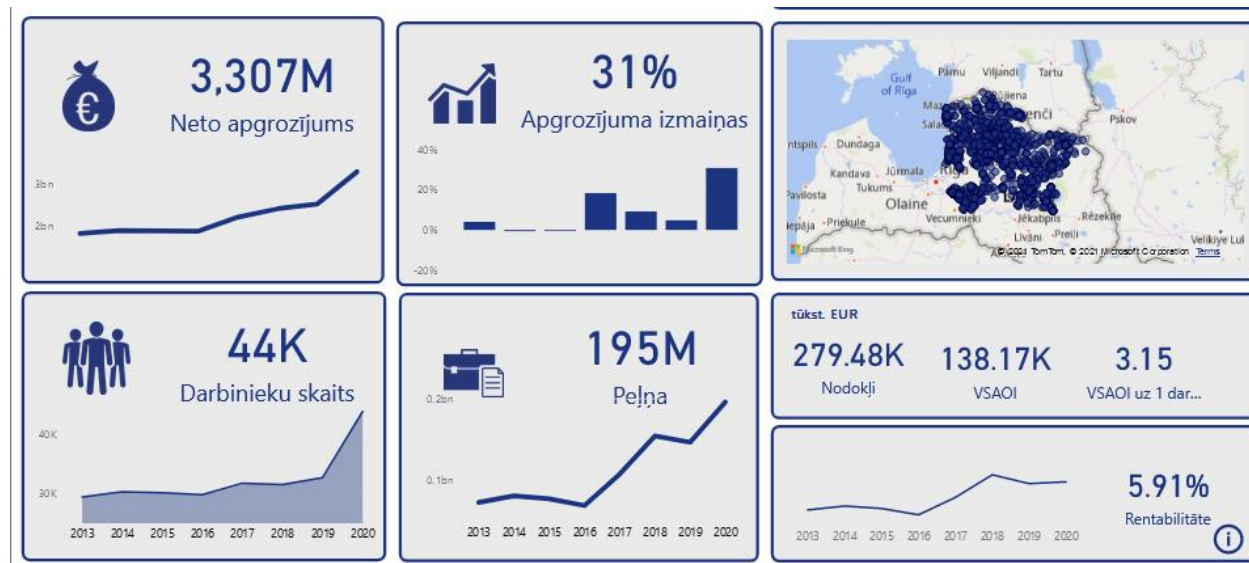 3,307M
Neto apgrozījums
3bn
2bn
31%
Apgrozījuma izmaiņas
40%
20%
0%
-20%
Gulf
of Rīga
Pärnu Viljandi Tartu
Rūjiena
Pskov
Dundaga
Kandava Jūrmala Rīga
Tukums
Pāvilosta
Olaine
Priekule Vecumnieki Jēkabpils Rēzekne
Līvāni Preiļi
Velikiye Luk
Microsoft Bing
© 2021 TomTom, © 2021 Microsoft Corporation Terms
44K
Darbinieku skaits
40K
30K
2013 2014 2015 2016 2017 2018 2019 2020
195M
Peļņa
0.2bn
0.1bn
2013 2014 2015 2016 2017 2018 2019 2020
tūkst. EUR
279.48K 138.17K 3.15
Nodokļi VSAOI VSAOI uz 1 dar...
5.91%
Rentabilitāte
2013 2014 2015 2016 2017 2018 2019 2020
i